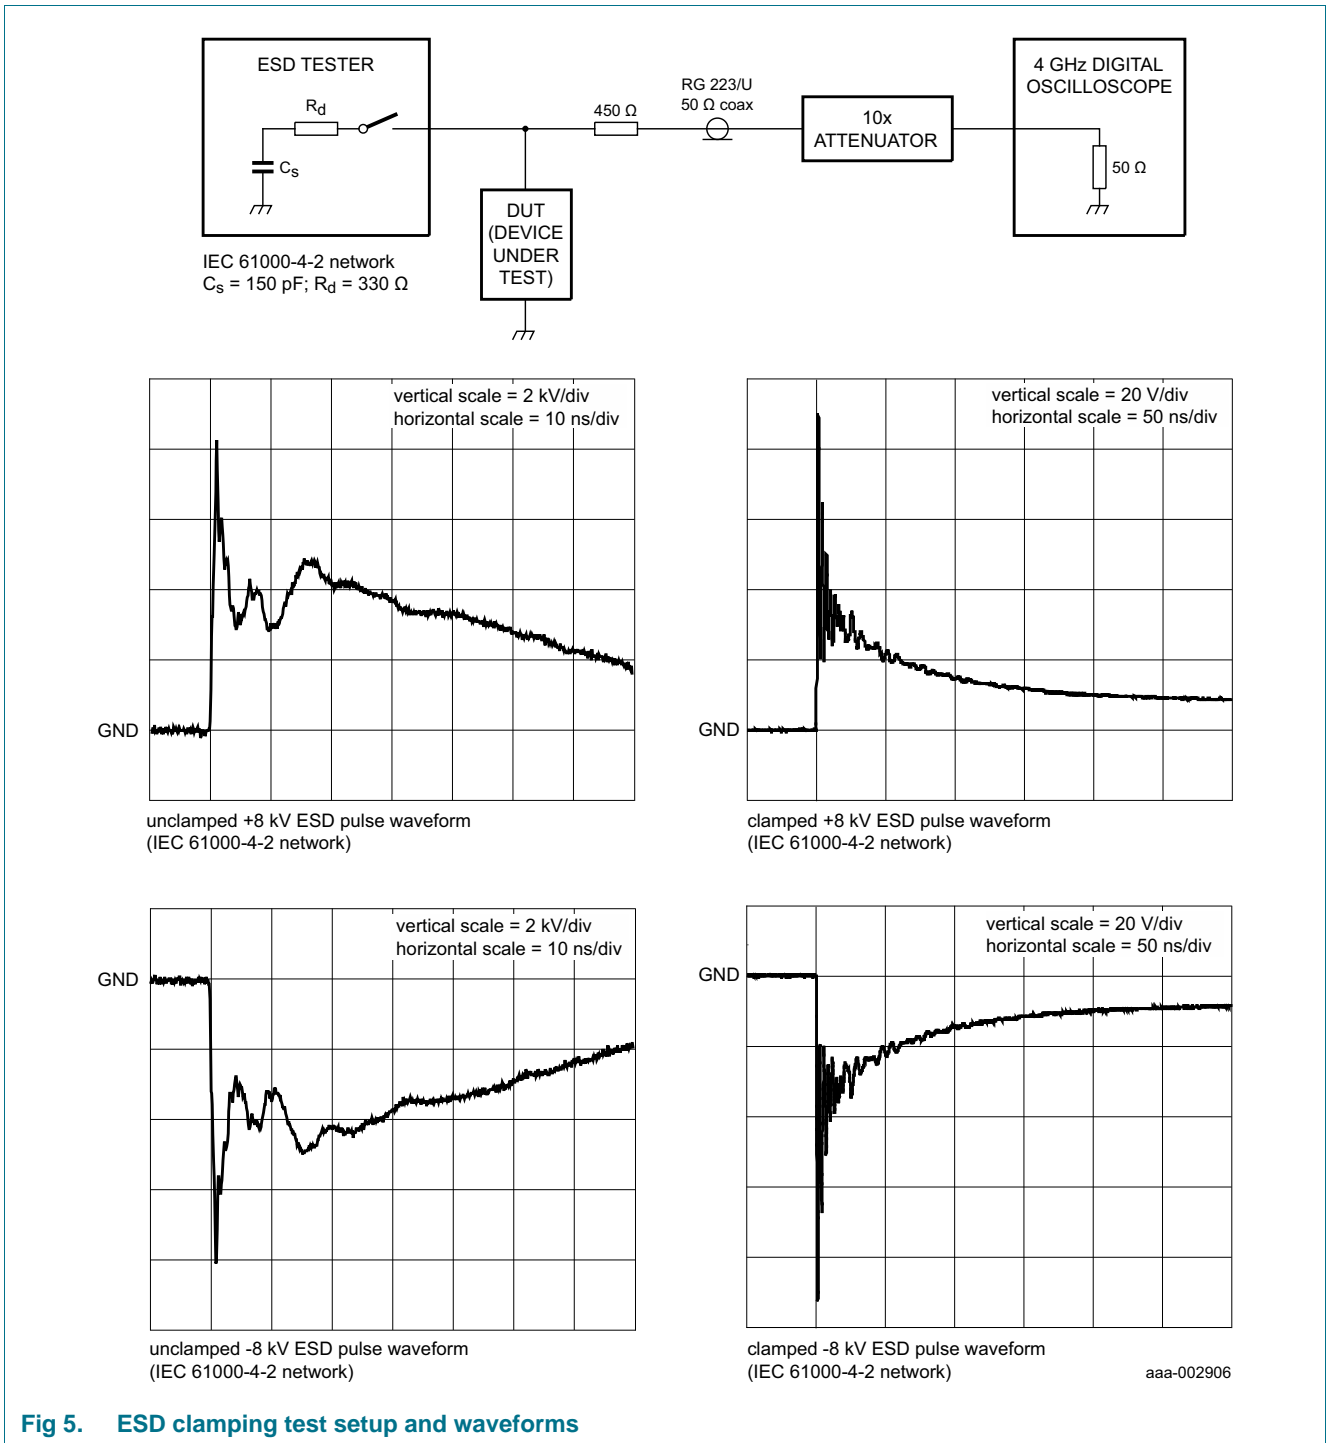 ESD TESTER
Rd
Cs
IEC 61000-4-2 network
Cs = 150 pF; Rd = 330 Ω
DUT
(DEVICE
UNDER
TEST)
450 Ω
RG 223/U
50 Ω coax
10x
ATTENUATOR
4 GHz DIGITAL
OSCILLOSCOPE
50 Ω
vertical scale = 2 kV/div
horizontal scale = 10 ns/div
GND
unclamped +8 kV ESD pulse waveform
(IEC 61000-4-2 network)
vertical scale = 20 V/div
horizontal scale = 50 ns/div
GND
clamped +8 kV ESD pulse waveform
(IEC 61000-4-2 network)
vertical scale = 2 kV/div
horizontal scale = 10 ns/div
GND
unclamped -8 kV ESD pulse waveform
(IEC 61000-4-2 network)
vertical scale = 20 V/div
horizontal scale = 50 ns/div
GND
clamped -8 kV ESD pulse waveform
(IEC 61000-4-2 network)
aaa-002906
Fig 5. ESD clamping test setup and waveforms